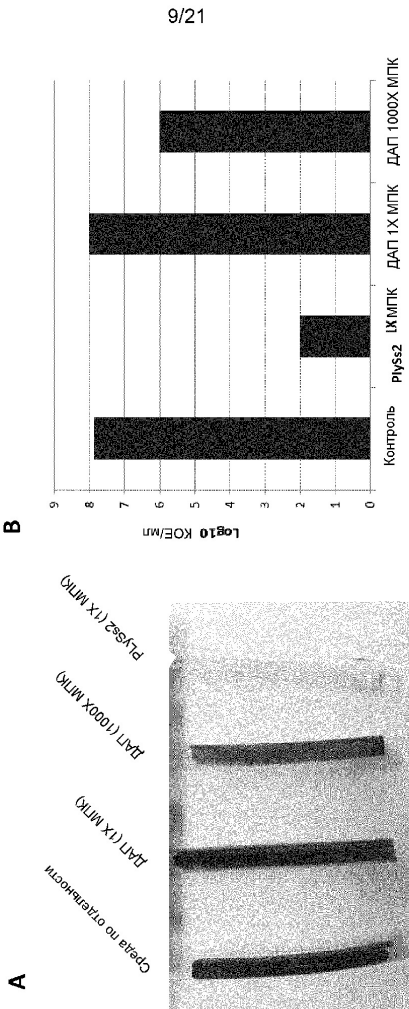 9/21
A
Среда по отдельности
ДАП (1X МПК)
ДАП (1000X МПК)
PLySs2 (1X МПК)
B
Log10 КОЕ/мл
9
8
7
6
5
4
3
2
1
0
Контроль
PlySs2 1X МПК
ДАП 1X МПК
ДАП 1000X МПК